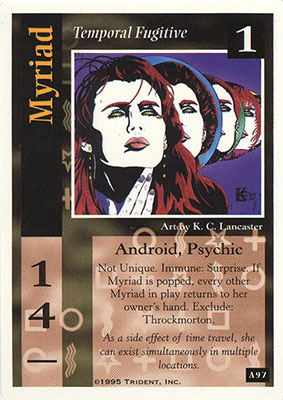 Myriad
Temporal Fugitive
1
KL'95
Art by K. C. Lancaster
1
4
|
Android, Psychic
Not Unique. Immune: Surprise. If
Myriad is popped, every other
Myriad in play returns to her
owner's hand. Exclude:
Throckmorton.
As a side effect of time travel, she
can exist simultaneously in multiple
locations.
©1995 TRIDENT, INC.
A97